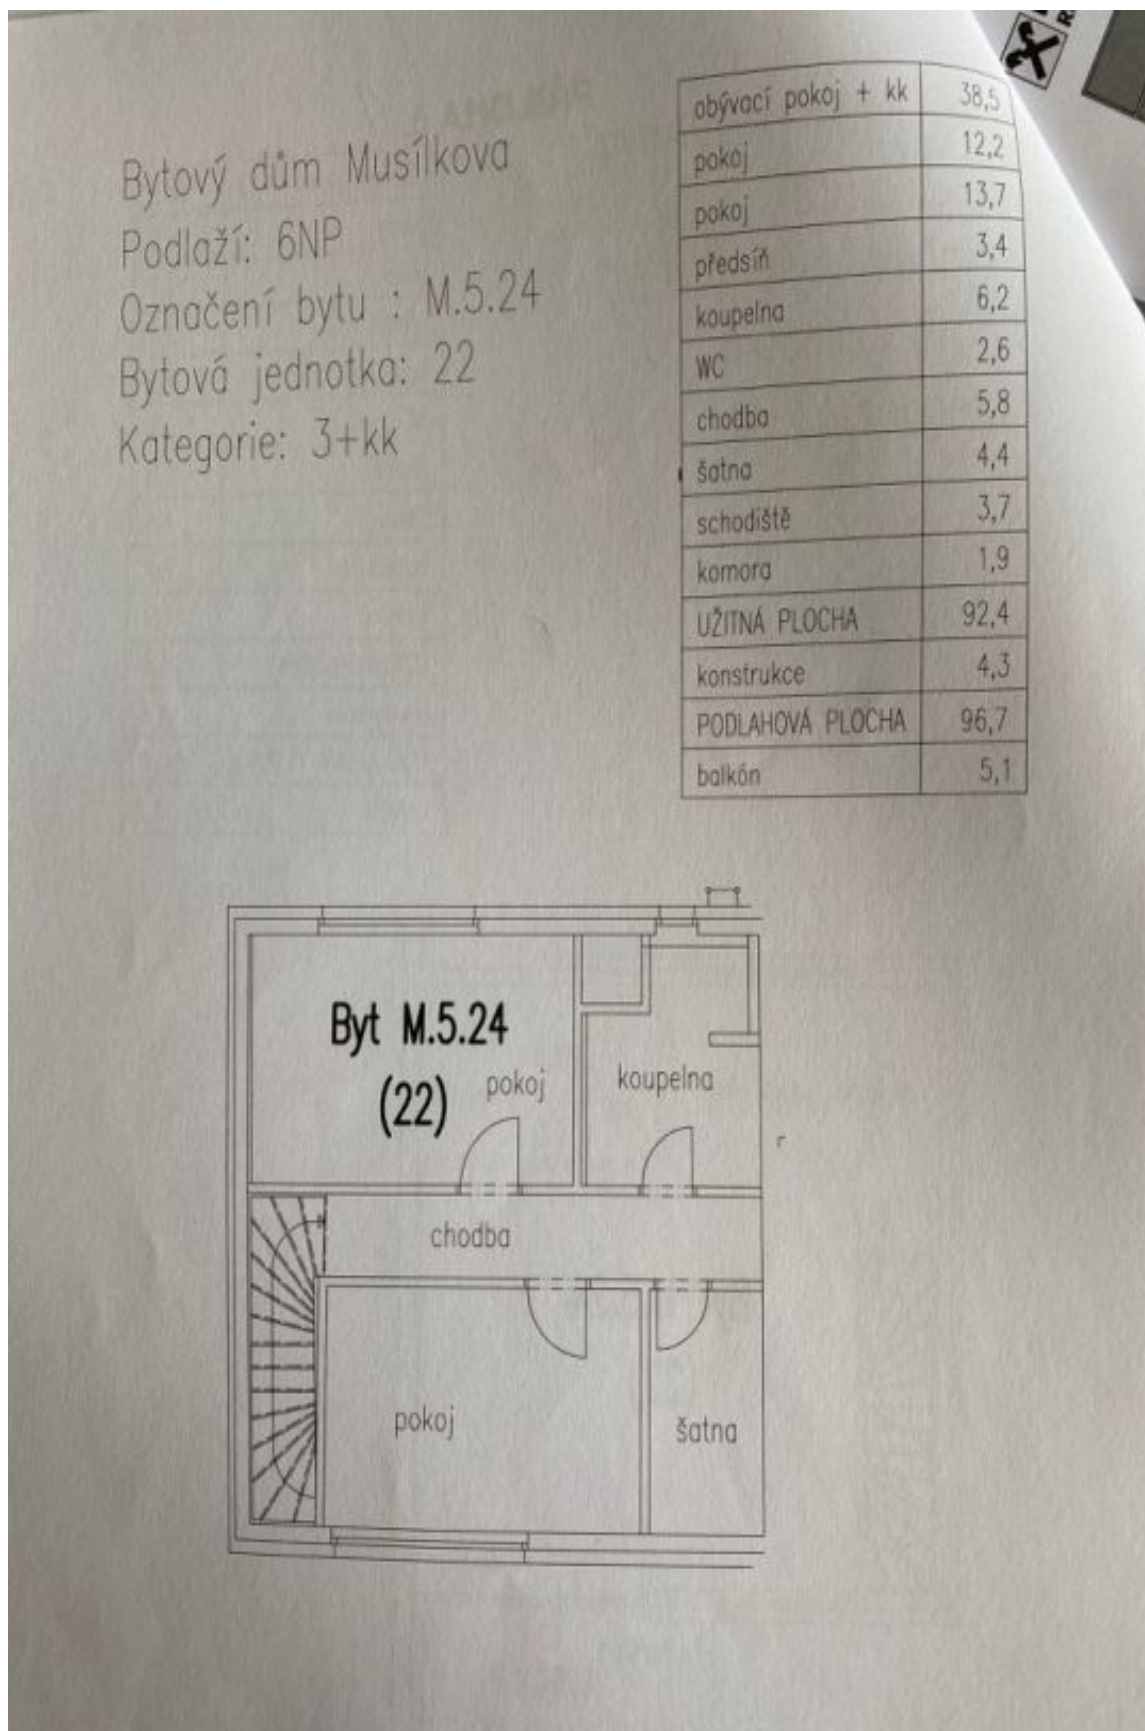 Bytový dům Musílkova
Podlaží: 6NP
Označení bytu : M.5.24
Bytová jednotka: 22
Kategorie: 3+kk
obývací pokoj + kk 38,5
pokoj 12,2
pokoj 13,7
předsíň 3,4
koupelna 6,2
WC 2,6
chodba 5,8
šatna 4,4
schodiště 3,7
komora 1,9
UŽITNÁ PLOCHA 92,4
konstrukce 4,3
PODLAHOVÁ PLOCHA 96,7
balkón 5,1
Byt M.5.24
(22)
pokoj
koupelna
chodba
pokoj
šatna